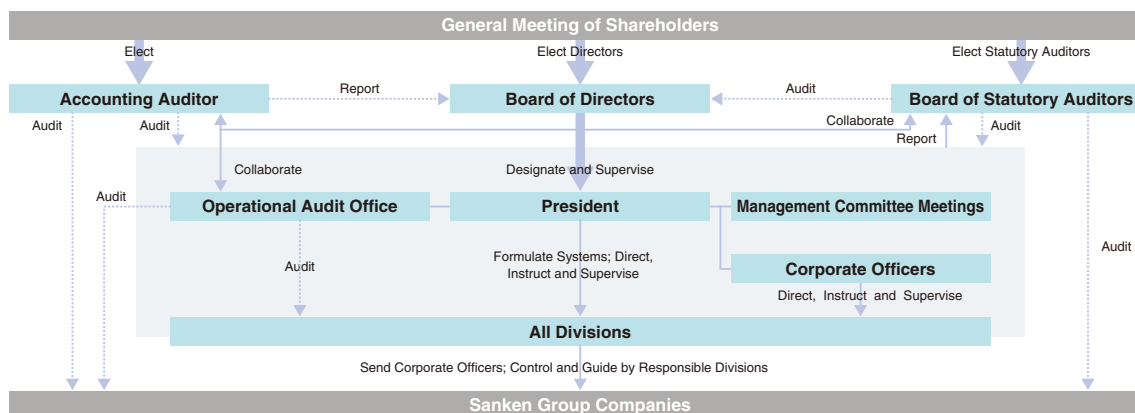 General Meeting of Shareholders
Elect
Elect Directors
Elect Statutory Auditors
Accounting Auditor
Report
Board of Directors
Audit
Board of Statutory Auditors
Audit
Audit
Collaborate
Audit
Report
Collaborate
Designate and Supervise
Audit
Operational Audit Office
President
Management Committee Meetings
Audit
Formulate Systems; Direct,
Instruct and Supervise
Audit
Corporate Officers
Direct, Instruct and Supervise
All Divisions
Send Corporate Officers; Control and Guide by Responsible Divisions
Sanken Group Companies